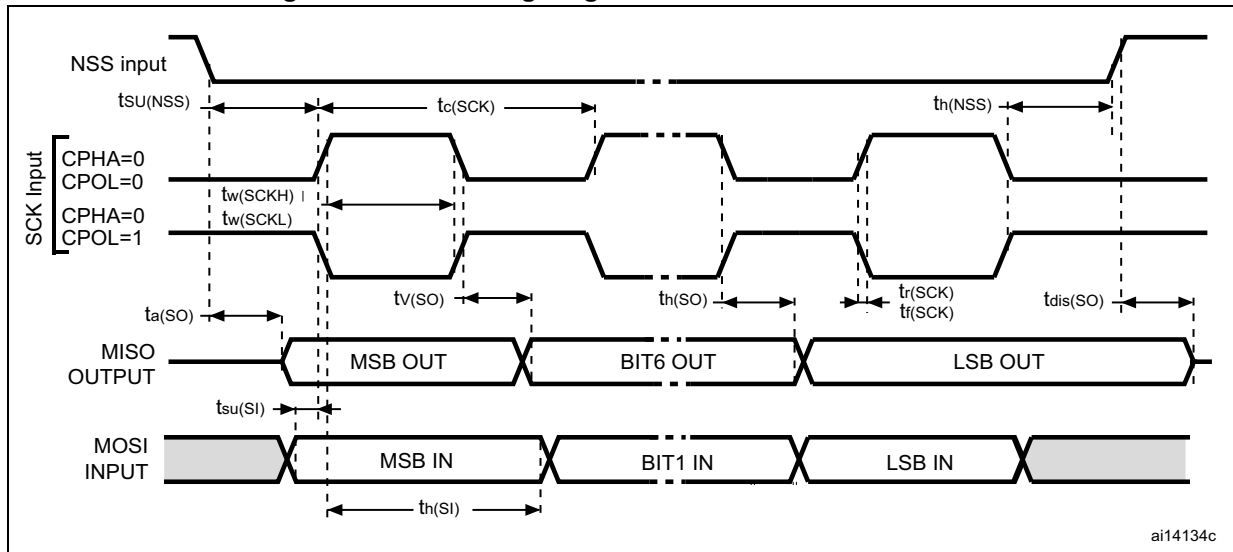 NSS input
tSU(NSS)
tc(SCK)
th(NSS)
SCK Input
CPHA=0
CPOL=0
tw(SCKH)
CPHA=0
tw(SCKL)
CPOL=1
tV(SO)
th(SO)
tr(SCK)
tf(SCK)
tdis(SO)
ta(SO)
MISO
OUTPUT
MSB OUT
BIT6 OUT
LSB OUT
tsu(SI)
MOSI
INPUT
MSB IN
BIT1 IN
LSB IN
th(SI)
ai14134c